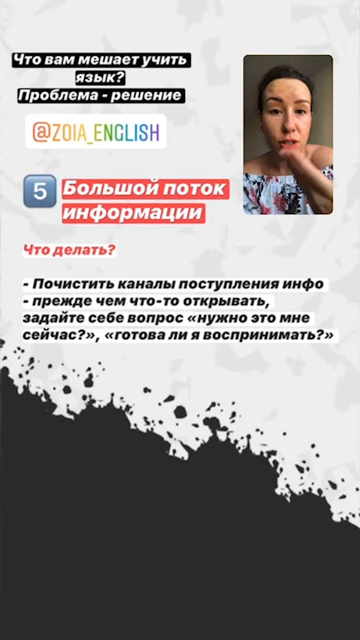 Что вам мешает учить
язык?
Проблема - решение
@ZOIA_ENGLISH
5 Большой поток
информации
Что делать?
- Почистить каналы поступления инфо
- прежде чем что-то открывать,
задайте себе вопрос «нужно это мне
сейчас?», «готова ли я воспринимать?»